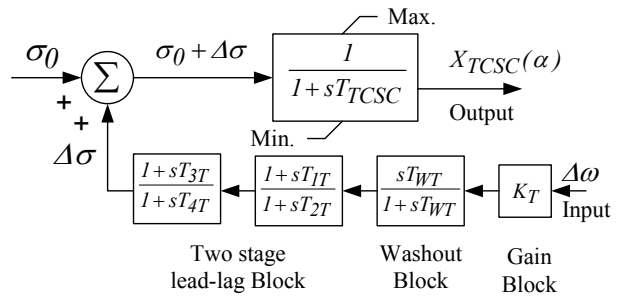 Max.
σ0
Σ
σ0 + Δσ
1
1 + sT_TCSC
X_TCSC(α)
Output
+
+
Min.
Δσ
1 + sT_3T
1 + sT_4T
1 + sT_1T
1 + sT_2T
sT_WT
1 + sT_WT
K_T
Δω
Input
Two stage
lead-lag Block
Washout
Block
Gain
Block